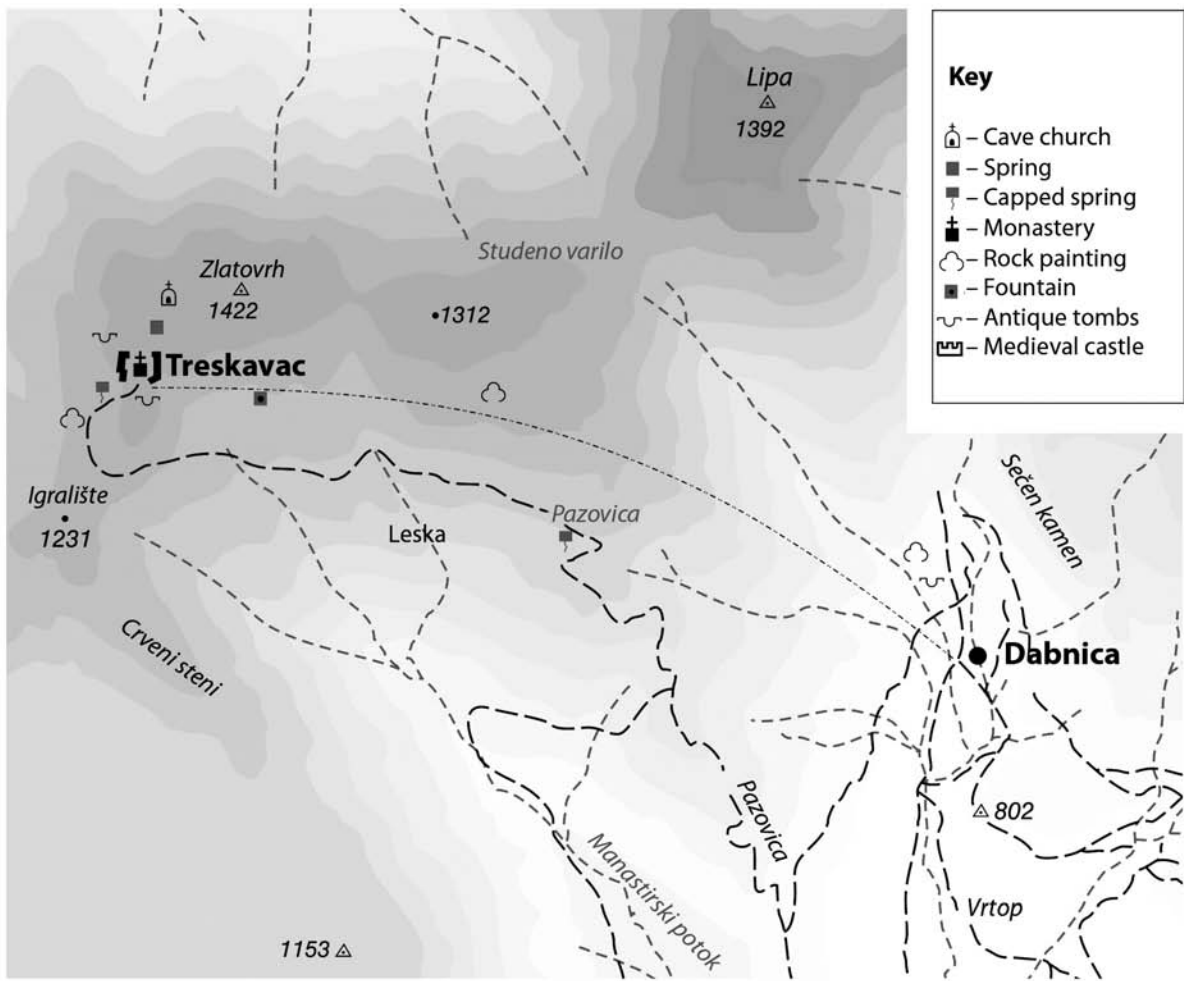 Lipa
1392
Key
– Cave church
– Spring
– Capped spring
– Monastery
– Rock painting
– Fountain
– Antique tombs
– Medieval castle
Studeno varilo
Zlatovrh
1422
1312
Treskavac
Igralište
1231
Leska
Pazovica
Sečen kamen
Crveni steni
Dabnica
Pazovica
802
Manastirski potok
Vrtop
1153